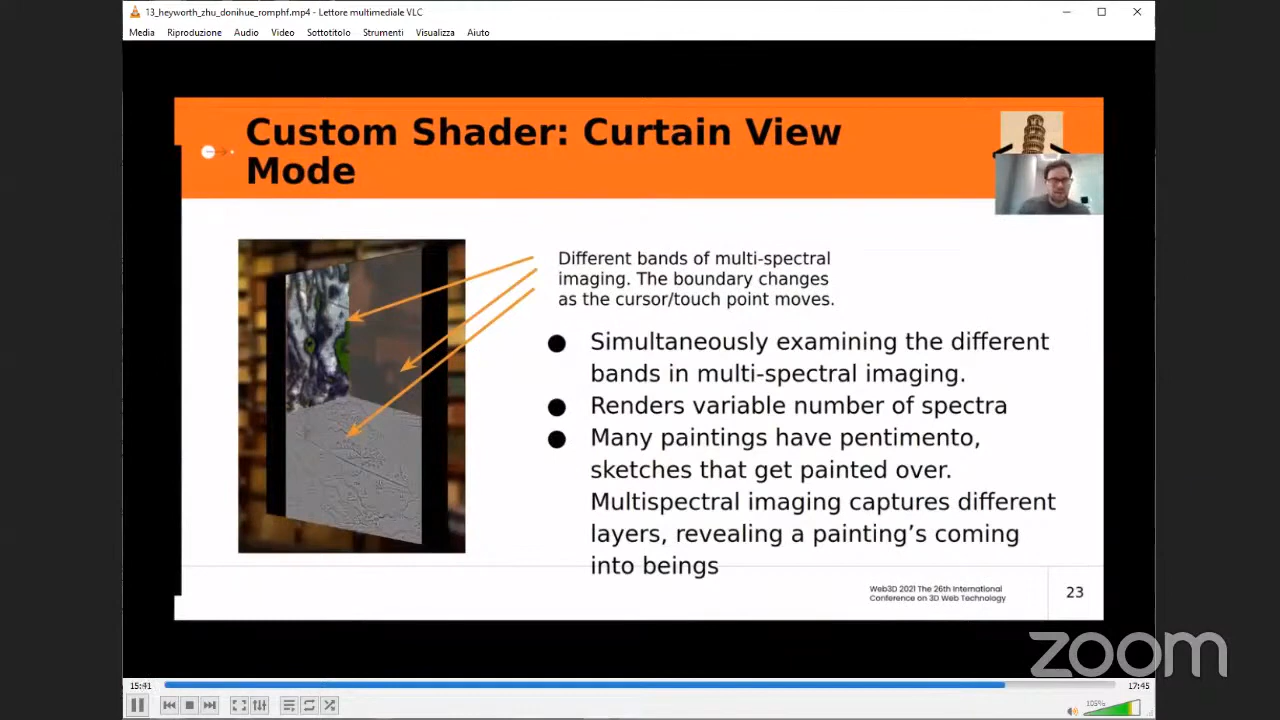 13_heyworth_zhu_donihue_romphf.mp4 - Lettore multimediale VLC
Media Riproduzione Audio Video Sottotitolo Strumenti Visualizza Aiuto
Custom Shader: Curtain View
Mode
Different bands of multi-spectral
imaging. The boundary changes
as the cursor/touch point moves.
● Simultaneously examining the different
bands in multi-spectral imaging.
● Renders variable number of spectra
● Many paintings have pentimento,
sketches that get painted over.
Multispectral imaging captures different
layers, revealing a painting’s coming
into beings
Web3D 2021 The 26th International
Conference on 3D Web Technology
23
zoom
15:41
17:45
105%